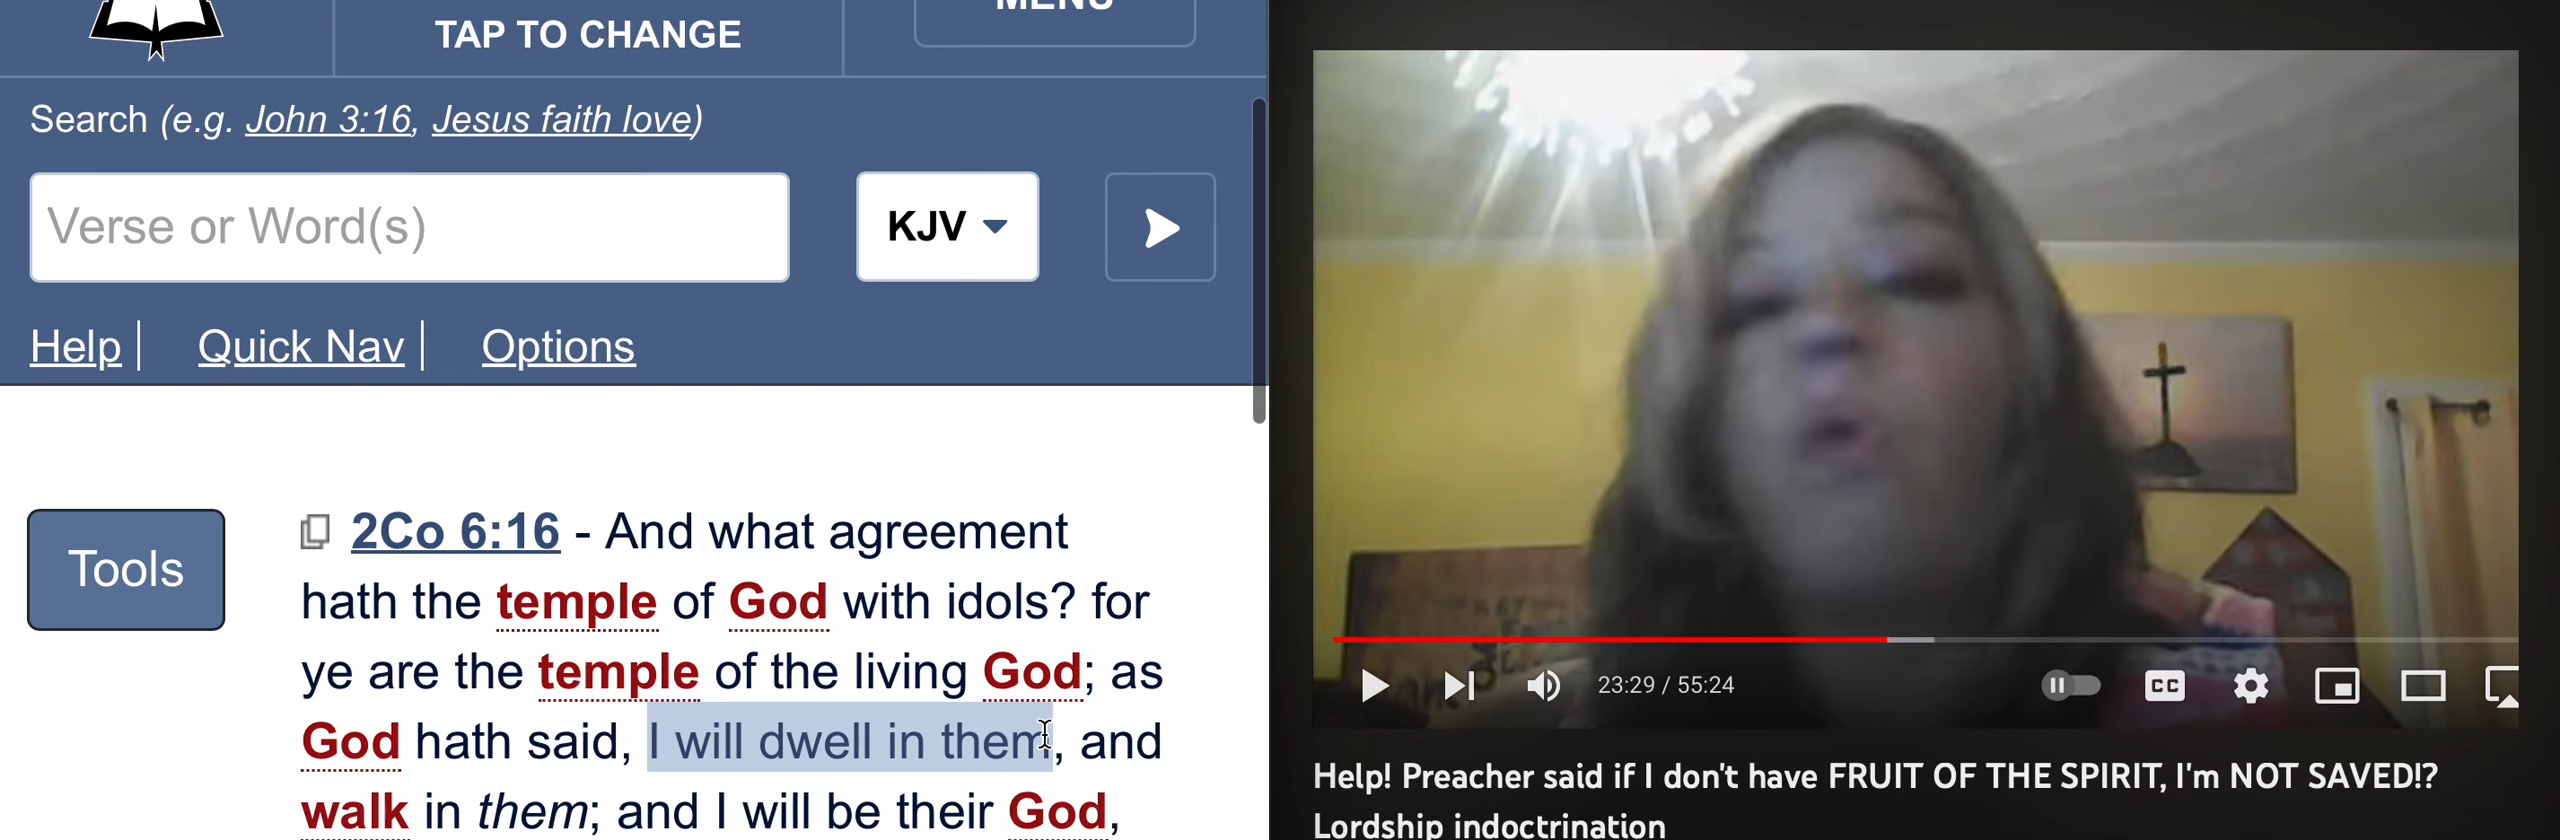 MENU
TAP TO CHANGE
Search (e.g. John 3:16, Jesus faith love)
Verse or Word(s)
KJV
Help | Quick Nav | Options
Tools
2Co 6:16 - And what agreement
hath the temple of God with idols? for
ye are the temple of the living God; as
God hath said, I will dwell in them, and
walk in them; and I will be their God,
23:29 / 55:24
CC
Help! Preacher said if I don't have FRUIT OF THE SPIRIT, I'm NOT SAVED!?
Lordship indoctrination